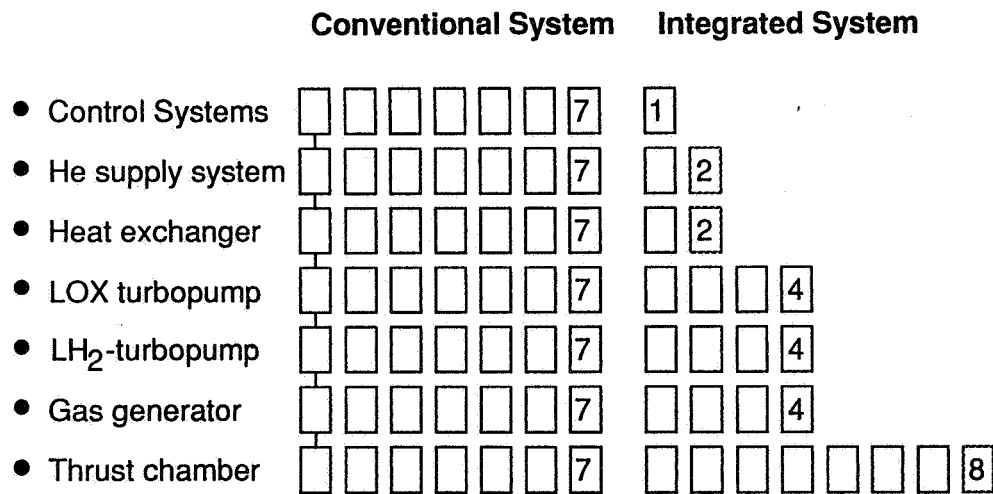 Conventional System Integrated System
• Control Systems 7 1
• He supply system 7 2
• Heat exchanger 7 2
• LOX turbopump 7 4
• LH2-turbopump 7 4
• Gas generator 7 4
• Thrust chamber 7 8